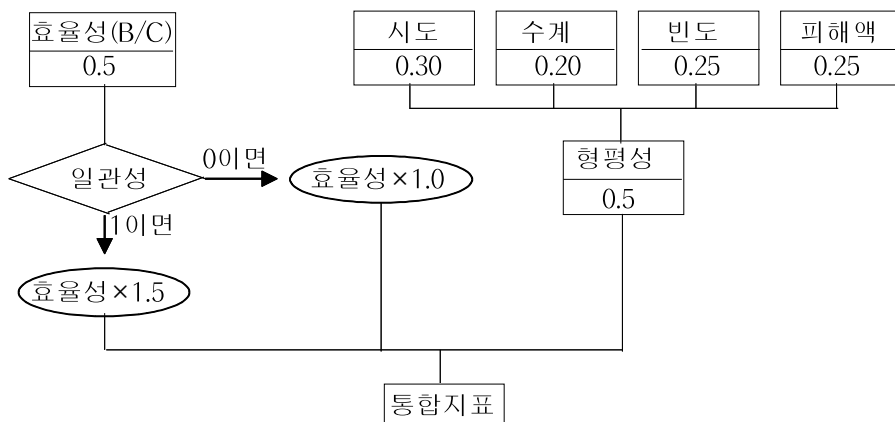 효율성(B/C)
0.5
시도
0.30
수계
0.20
빈도
0.25
피해액
0.25
일관성
0이면
효율성×1.0
형평성
0.5
1이면
효율성×1.5
통합지표